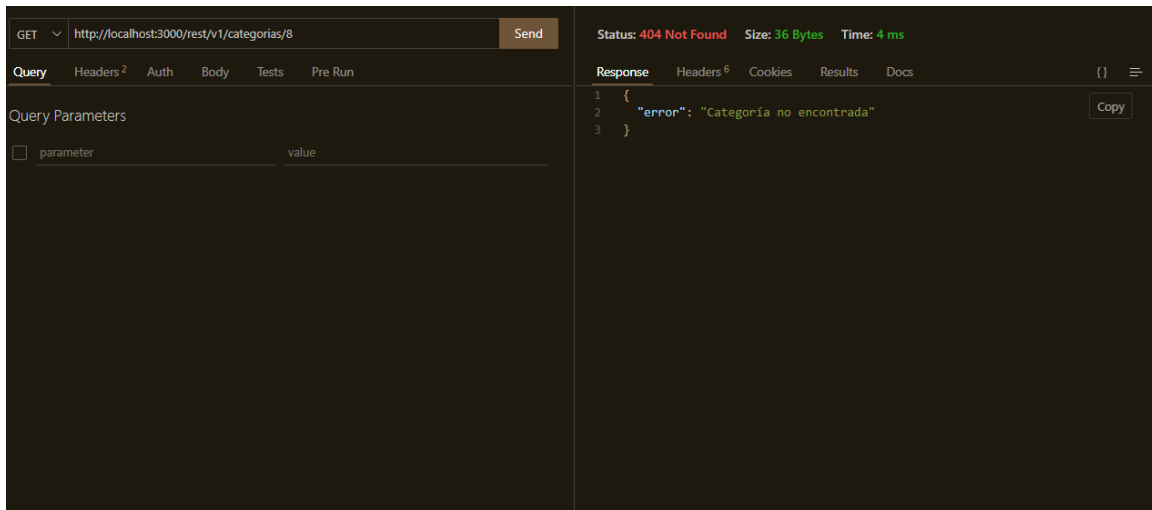 GET http://localhost:3000/rest/v1/categorias/8 Send
Query Headers 2 Auth Body Tests Pre Run
Query Parameters
parameter value
Status: 404 Not Found Size: 36 Bytes Time: 4 ms
Response Headers 6 Cookies Results Docs {}
1 {
2 "error": "Categoría no encontrada"
3 }
Copy